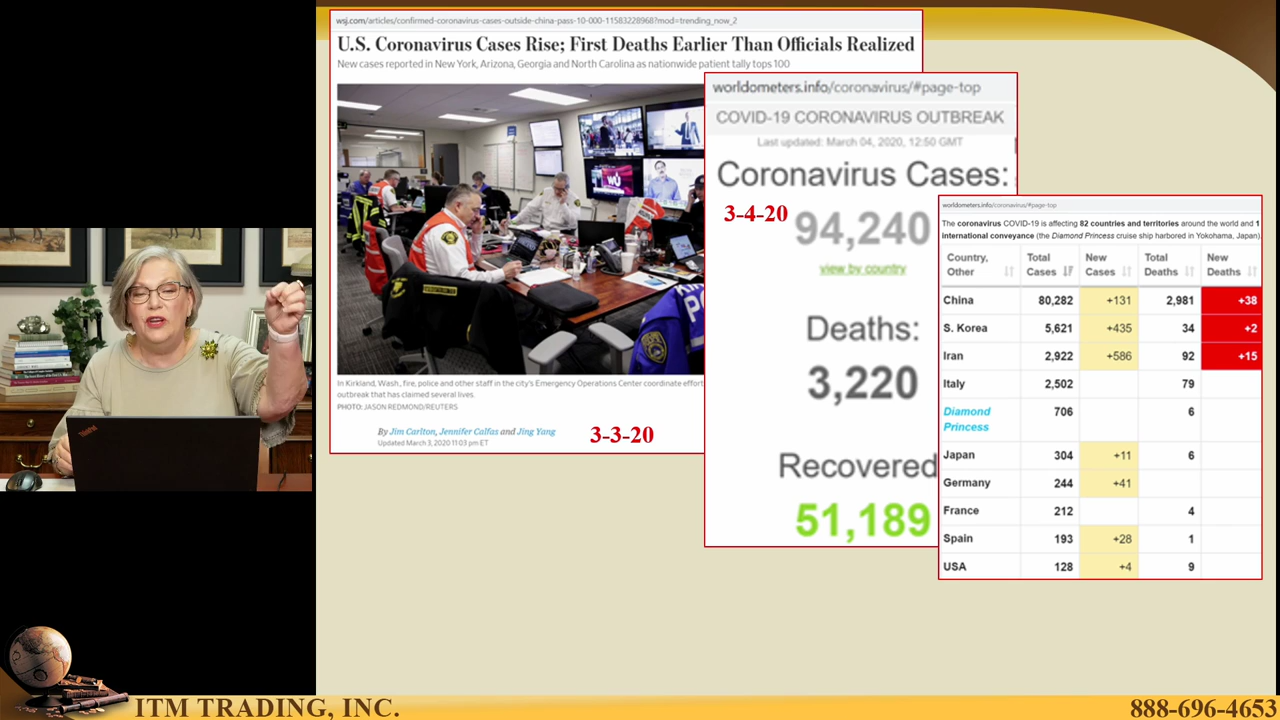 wsj.com/articles/confirmed-coronavirus-cases-outside-china-pass-10-000-11583228968?mod=trending_now_2
U.S. Coronavirus Cases Rise; First Deaths Earlier Than Officials Realized
New cases reported in New York, Arizona, Georgia and North Carolina as nationwide patient tally tops 100
In Kirkland, Wash., fire, police and other staff in the city's Emergency Operations Center coordinate effort
outbreak that has claimed several lives.
PHOTO: JASON REDMOND/REUTERS
By Jim Carlton, Jennifer Calfas and Jing Yang
Updated March 3, 2020 11:03 pm ET
3-3-20
worldometers.info/coronavirus/#page-top
COVID-19 CORONAVIRUS OUTBREAK
Last updated: March 04, 2020, 12:50 GMT
Coronavirus Cases:
3-4-20
94,240
view by country
Deaths:
3,220
Recovered
51,189
worldometers.info/coronavirus/#page-top
The coronavirus COVID-19 is affecting 82 countries and territories around the world and 1
international conveyance (the Diamond Princess cruise ship harbored in Yokohama, Japan).
Country, Total New Total New
Other Cases Cases Deaths Deaths
China 80,282 +131 2,981 +38
S. Korea 5,621 +435 34 +2
Iran 2,922 +586 92 +15
Italy 2,502 79
Diamond 706 6
Princess
Japan 304 +11 6
Germany 244 +41
France 212 4
Spain 193 +28 1
USA 128 +4 9
ThinkPad
ITM TRADING, INC.
888-696-4653